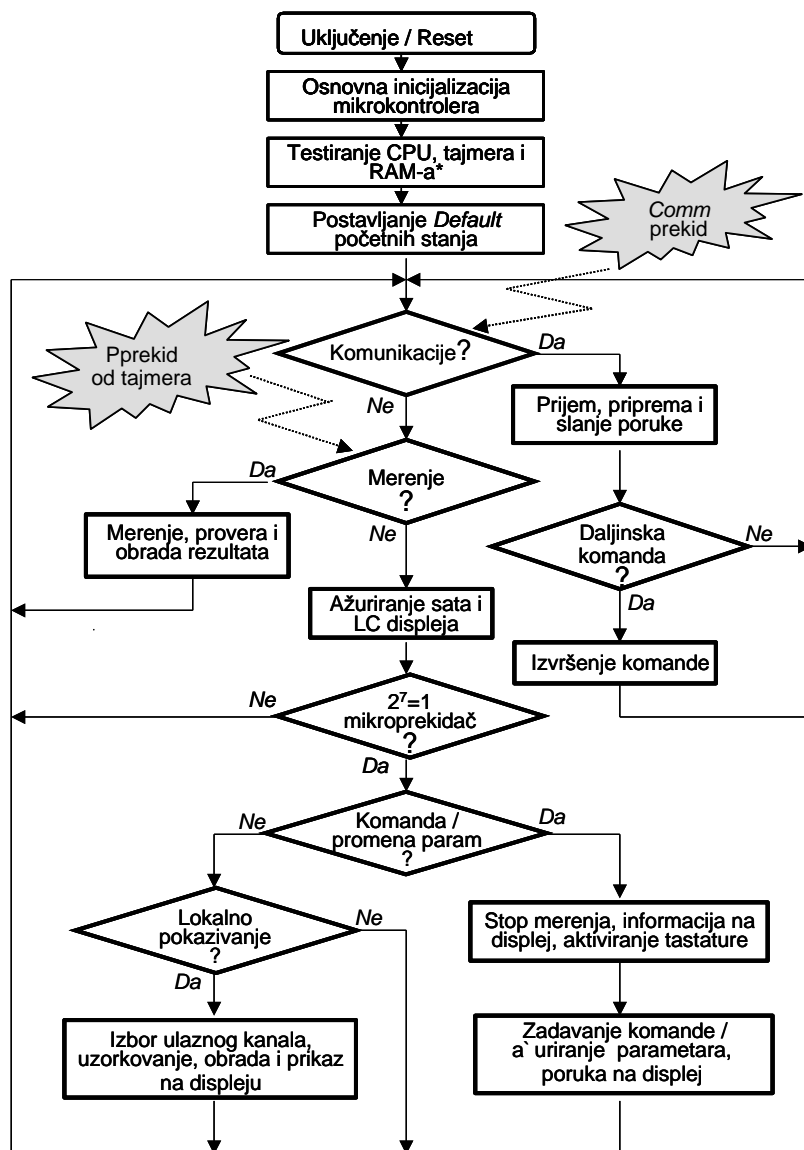 Uključenje / Reset
Osnovna inicijalizacija
mikrokontrolera
Testiranje CPU, tajmera i
RAM-a*
Postavljanje Default
početnih stanja
Comm
prekid
Komunikacije?
Da
Pprekid
od tajmera
Ne
Prijem, priprema i
slanje poruke
Da
Merenje
?
Ne
Merenje, provera i
obrada rezultata
Daljinska
komanda
?
Ne
Da
Ažuriranje sata i
LC displeja
Izvršenje komande
Ne
2⁷=1
mikroprekidač
?
Da
Ne
Komanda /
promena param
?
Da
Lokalno
pokazivanje
?
Ne
Da
Stop merenja, informacija na
displej, aktiviranje tastature
Izbor ulaznog kanala,
uzorkovanje, obrada i prikaz
na displeju
Zadavanje komande /
a` uriranje parametara,
poruka na displej